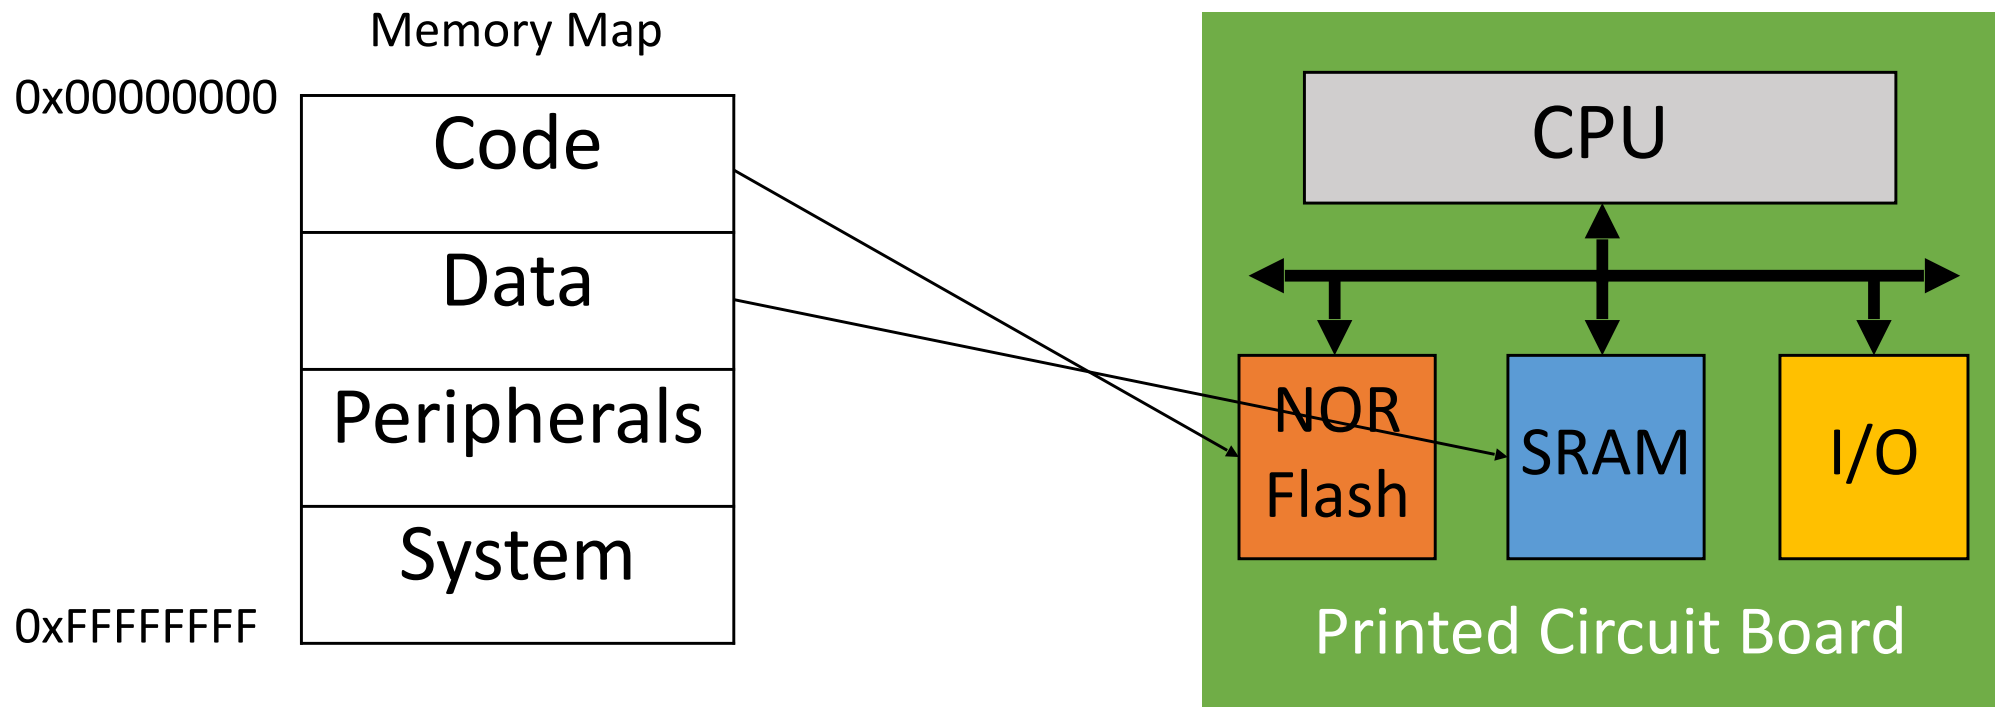 Memory Map
0x00000000
Code
Data
Peripherals
System
0xFFFFFFFF
CPU
NOR
Flash
SRAM
I/O
Printed Circuit Board